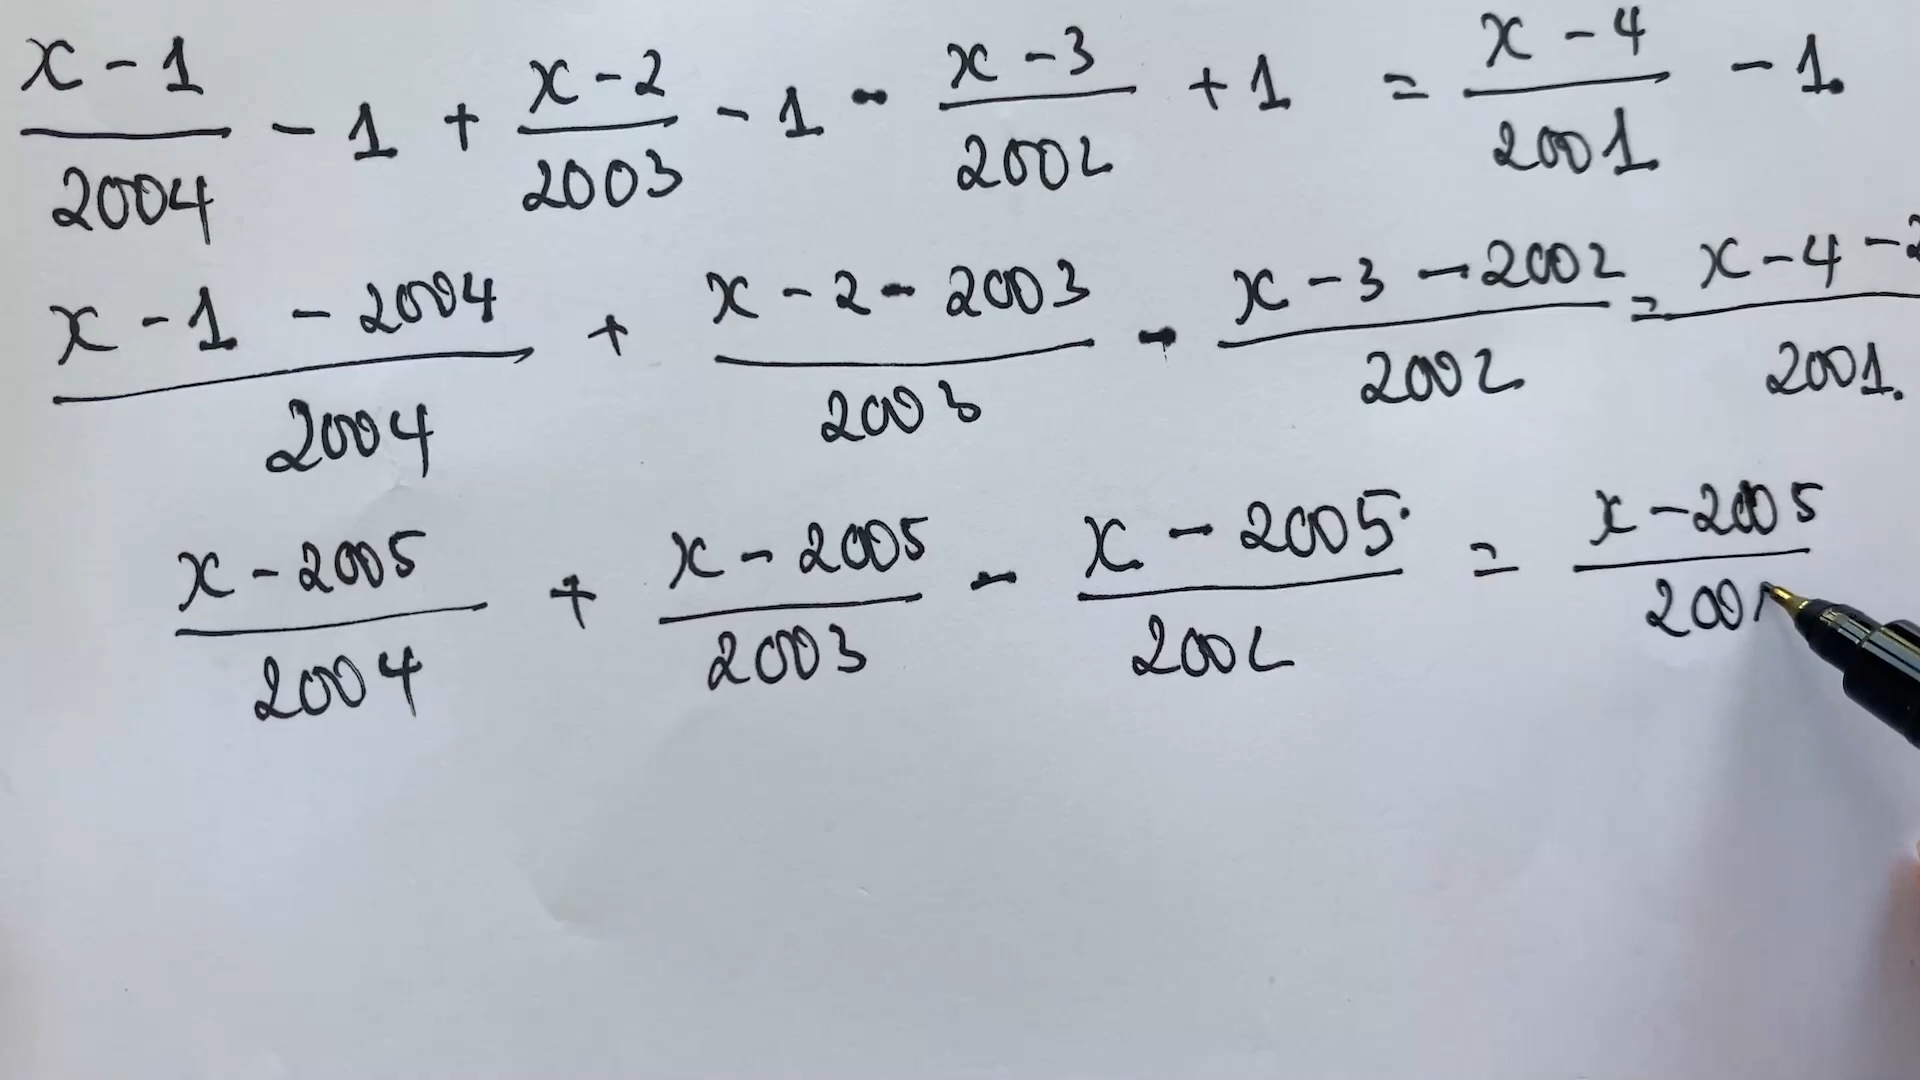 x - 1 / 2004 - 1 + x - 2 / 2003 - 1 - x - 3 / 2002 + 1 = x - 4 / 2001 - 1.
x - 1 - 2004 / 2004 + x - 2 - 2003 / 2003 - x - 3 - 2002 / 2002 = x - 4 - 2 / 2001.
x - 2005 / 2004 + x - 2005 / 2003 - x - 2005 / 2002 = x - 2005 / 2001